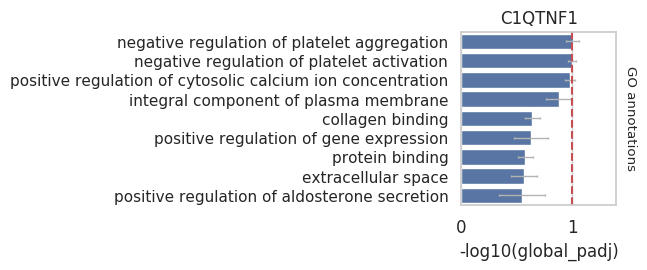 C1QTNF1
negative regulation of platelet aggregation
negative regulation of platelet activation
positive regulation of cytosolic calcium ion concentration
integral component of plasma membrane
collagen binding
positive regulation of gene expression
protein binding
extracellular space
positive regulation of aldosterone secretion
GO annotations
0 1
-log10(global_padj)